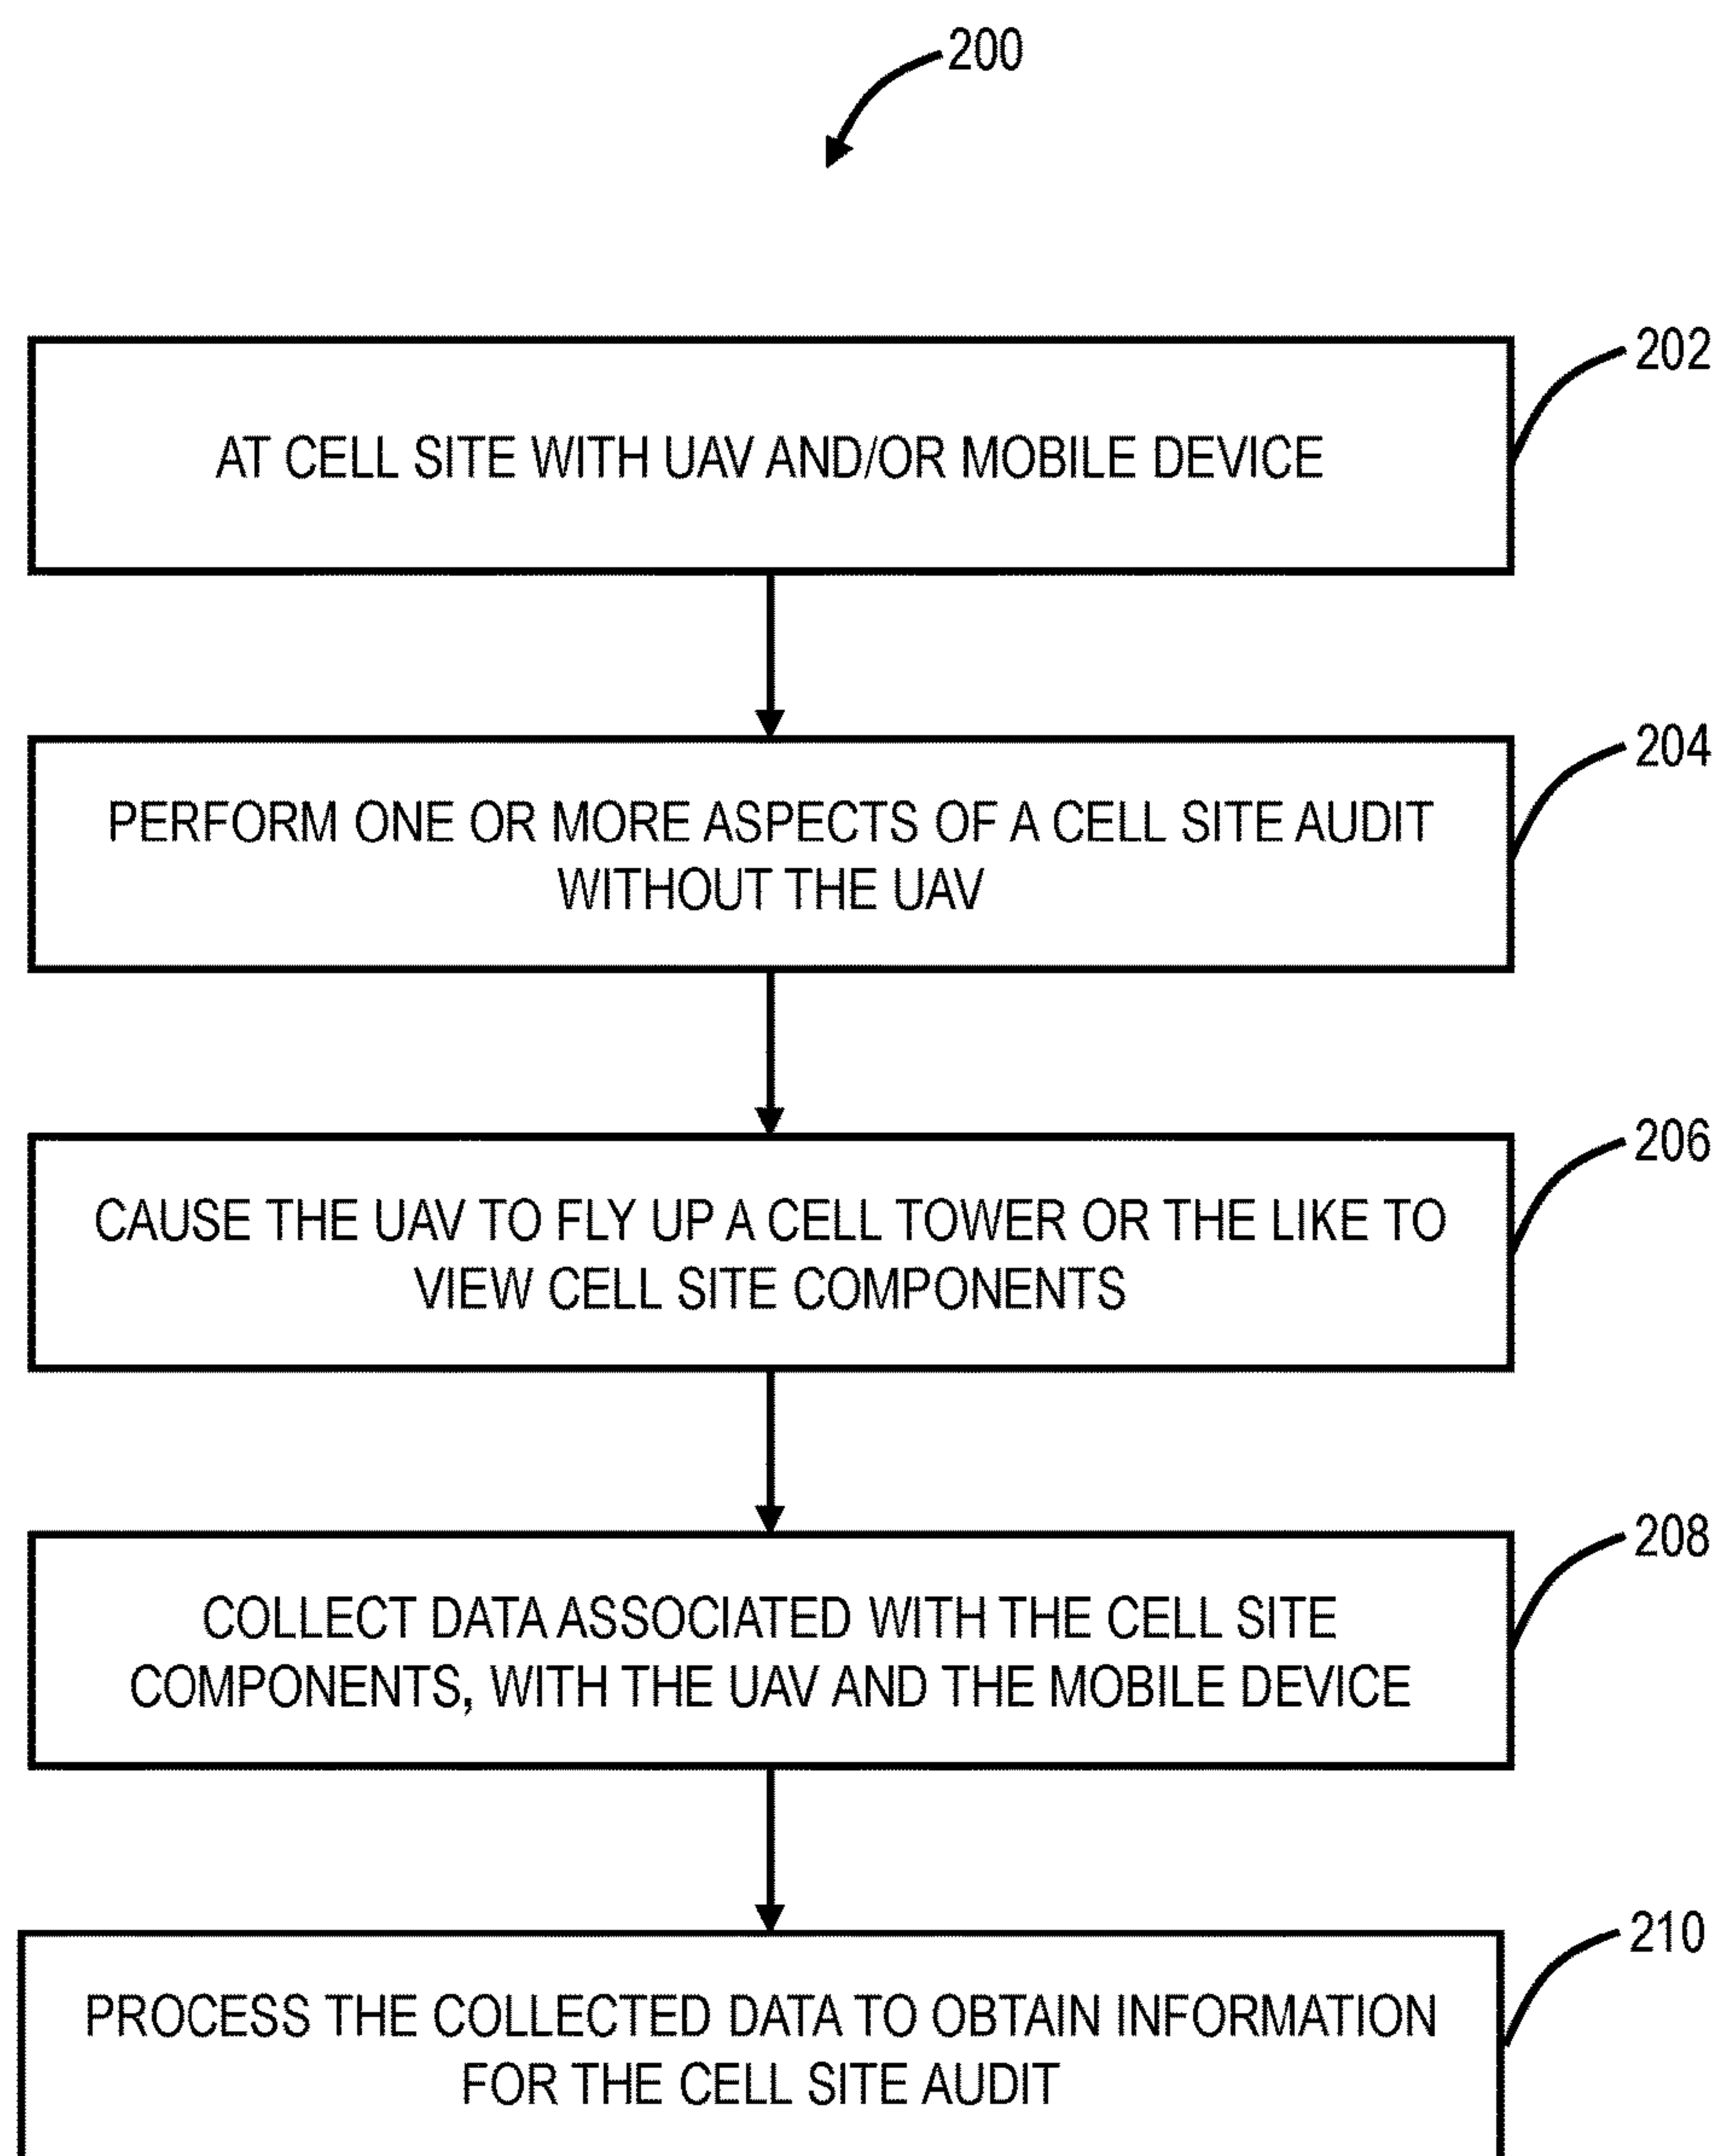 200
202
AT CELL SITE WITH UAV AND/OR MOBILE DEVICE
204
PERFORM ONE OR MORE ASPECTS OF A CELL SITE AUDIT
WITHOUT THE UAV
206
CAUSE THE UAV TO FLY UP A CELL TOWER OR THE LIKE TO
VIEW CELL SITE COMPONENTS
208
COLLECT DATA ASSOCIATED WITH THE CELL SITE
COMPONENTS, WITH THE UAV AND THE MOBILE DEVICE
210
PROCESS THE COLLECTED DATA TO OBTAIN INFORMATION
FOR THE CELL SITE AUDIT